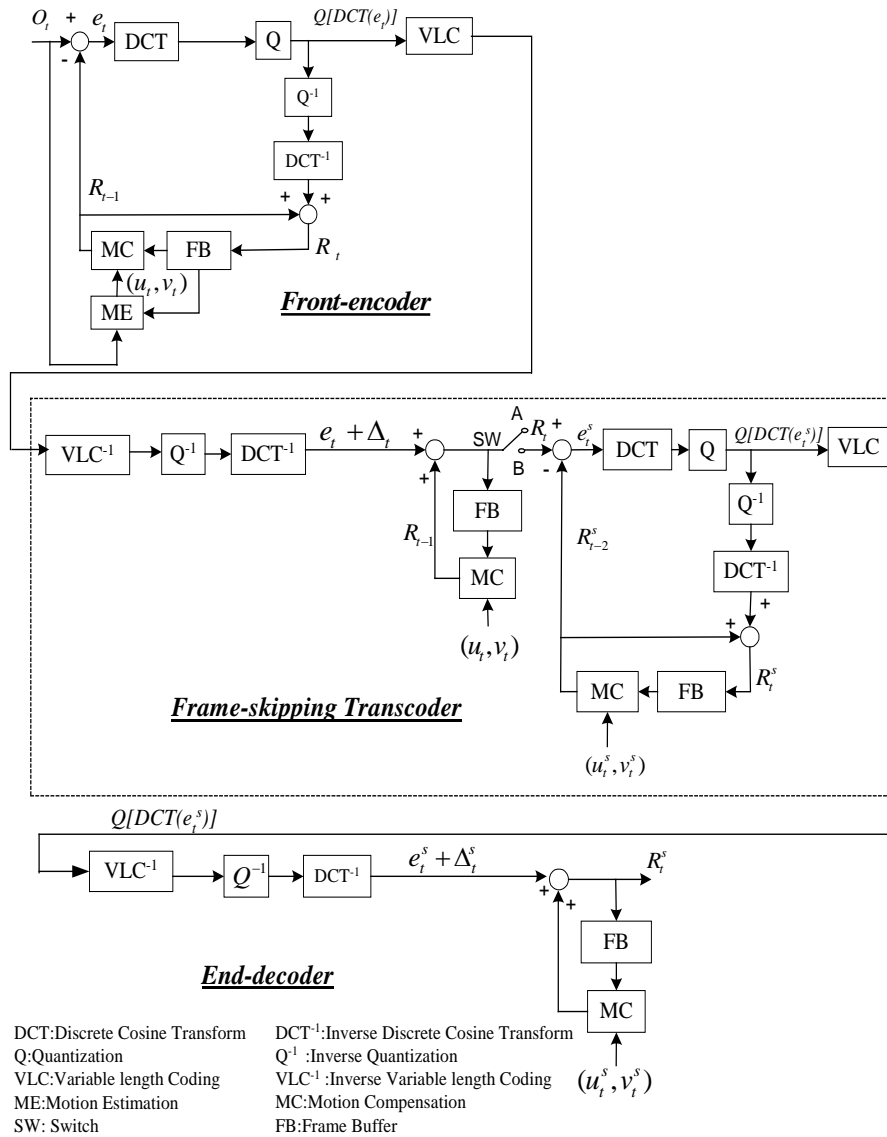 O_t + e_t DCT Q Q[DCT(e_t)] VLC
-
Q⁻¹
DCT⁻¹
R_{t-1} + +
MC FB R_t
(u_t,v_t)
ME
Front-encoder
VLC⁻¹ Q⁻¹ DCT⁻¹ e_t + Δ_t + SW A R_t + e_t^s DCT Q Q[DCT(e_t^s)] VLC
+ B -
FB Q⁻¹
R_{t-1} R_{t-2}^s
MC DCT⁻¹
+ +
(u_t,v_t)
MC FB R_t^s
Frame-skipping Transcoder
(u_t^s,v_t^s)
Q[DCT(e_t^s)]
VLC⁻¹ Q⁻¹ DCT⁻¹ e_t^s + Δ_t^s + R_t^s
+
FB
End-decoder
MC
(u_t^s,v_t^s)
DCT:Discrete Cosine Transform DCT⁻¹:Inverse Discrete Cosine Transform
Q:Quantization Q⁻¹ :Inverse Quantization
VLC:Variable length Coding VLC⁻¹ :Inverse Variable length Coding
ME:Motion Estimation MC:Motion Compensation
SW: Switch FB:Frame Buffer